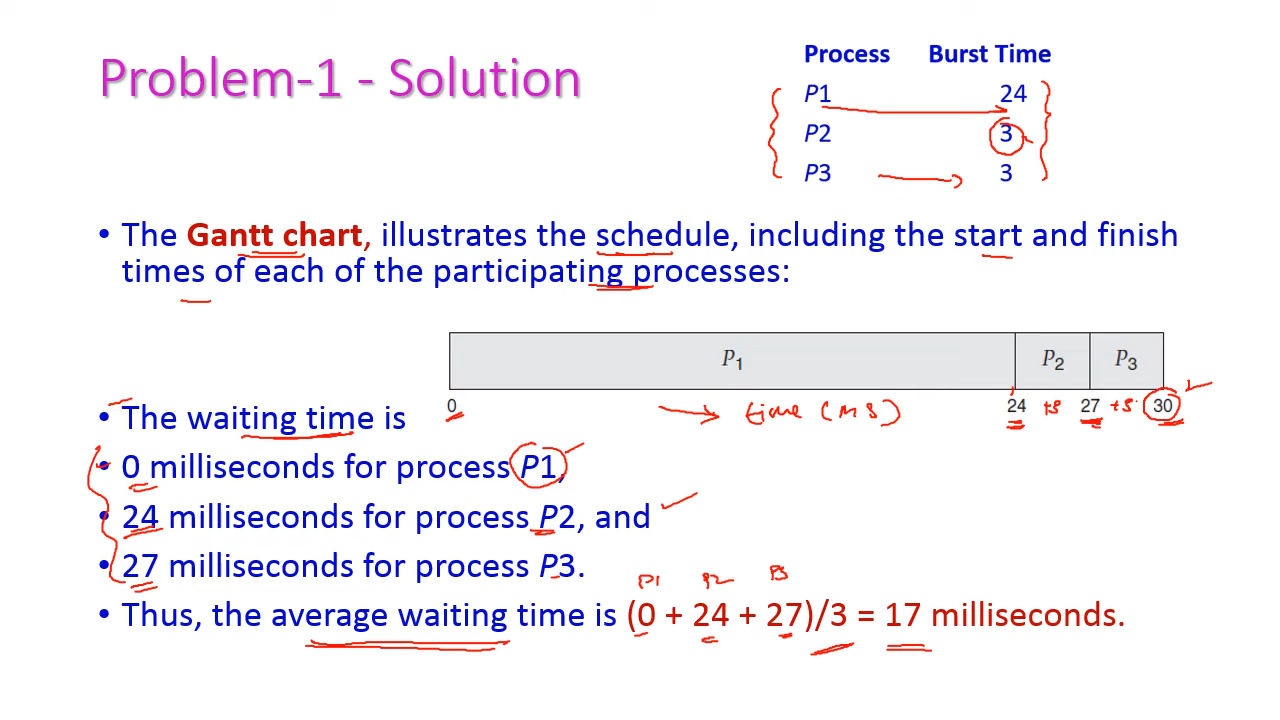 Problem-1 - Solution
Process Burst Time
P1 24
P2 3
P3 3
• The Gantt chart, illustrates the schedule, including the start and finish
times of each of the participating processes:
P1 P2 P3
0 → time (ms) 24 27 30
• The waiting time is
• 0 milliseconds for process P1,
• 24 milliseconds for process P2, and
• 27 milliseconds for process P3.
P1 P2 P3
• Thus, the average waiting time is (0 + 24 + 27)/3 = 17 milliseconds.